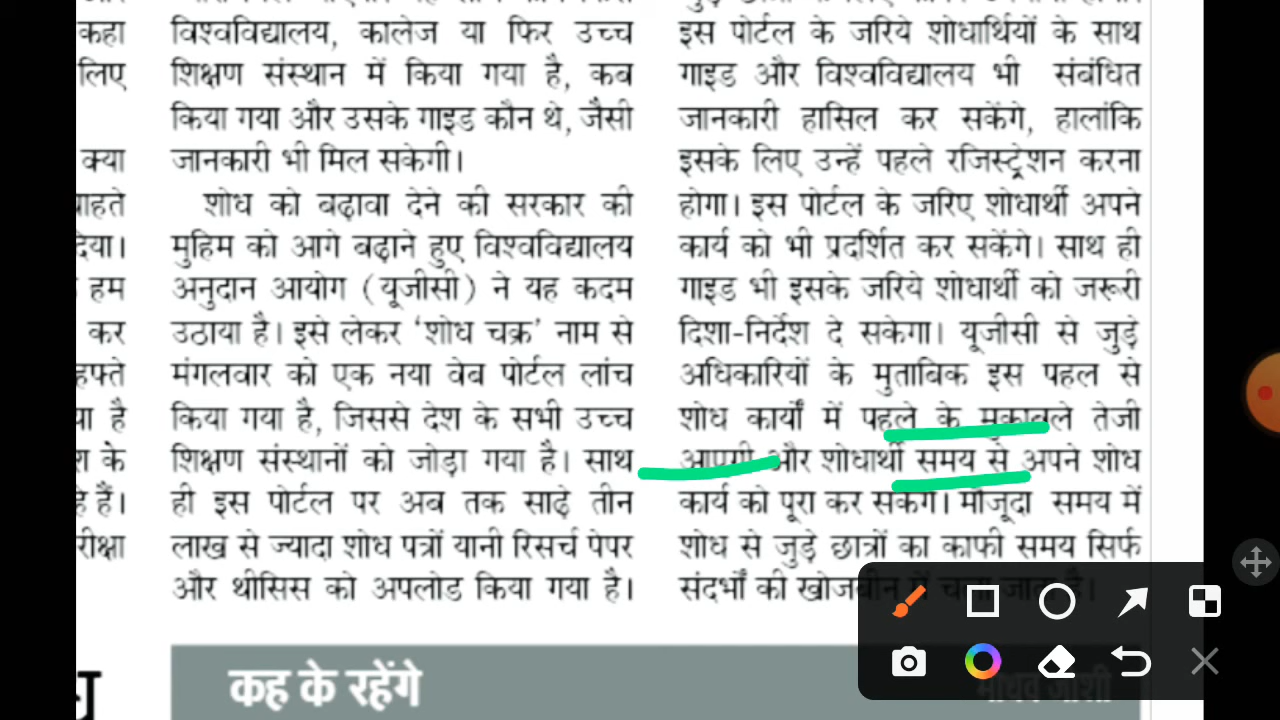 कहा
लिए
क्या
दिया।
हम
कर
हफ्ते
है
के
हैं।
विश्वविद्यालय, कालेज या फिर उच्च
शिक्षण संस्थान में किया गया है, कब
किया गया और उसके गाइड कौन थे, जैसी
जानकारी भी मिल सकेगी।
शोध को बढ़ावा देने की सरकार की
मुहिम को आगे बढ़ाने हुए विश्वविद्यालय
अनुदान आयोग (यूजीसी) ने यह कदम
उठाया है। इसे लेकर ‘शोध चक्र’ नाम से
मंगलवार को एक नया वेब पोर्टल लांच
किया गया है, जिससे देश के सभी उच्च
शिक्षण संस्थानों को जोड़ा गया है। साथ
ही इस पोर्टल पर अब तक साढ़े तीन
लाख से ज्यादा शोध पत्रों यानी रिसर्च पेपर
और थीसिस को अपलोड किया गया है।
इस पोर्टल के जरिये शोधार्थियों के साथ
गाइड और विश्वविद्यालय भी संबंधित
जानकारी हासिल कर सकेंगे, हालांकि
इसके लिए उन्हें पहले रजिस्ट्रेशन करना
होगा। इस पोर्टल के जरिए शोधार्थी अपने
कार्य को भी प्रदर्शित कर सकेंगे। साथ ही
गाइड भी इसके जरिये शोधार्थी को जरूरी
दिशा-निर्देश दे सकेगा। यूजीसी से जुड़े
अधिकारियों के मुताबिक इस पहल से
शोध कार्यों में पहले के मुकाबले तेजी
आएगी और शोधार्थी समय से अपने शोध
कार्य को पूरा कर सकेंगे। मौजूदा समय में
शोध से जुड़े छात्रों का काफी समय सिर्फ
संदर्भों की खोजबीन में चला जाता है।
कह के रहेंगे
माधव जोशी